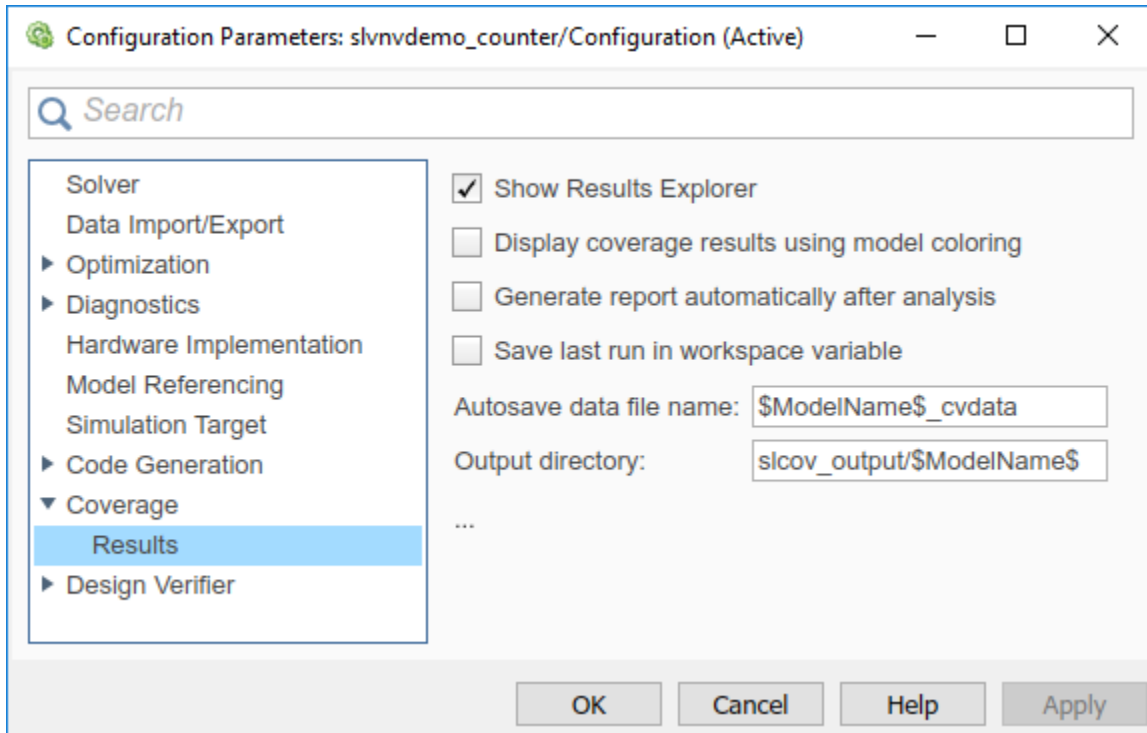 Configuration Parameters: slvnvdemo_counter/Configuration (Active)
Search
Solver
Data Import/Export
Optimization
Diagnostics
Hardware Implementation
Model Referencing
Simulation Target
Code Generation
Coverage
Results
Design Verifier
Show Results Explorer
Display coverage results using model coloring
Generate report automatically after analysis
Save last run in workspace variable
Autosave data file name: $ModelName$_cvdata
Output directory: slcov_output/$ModelName$
...
OK Cancel Help Apply